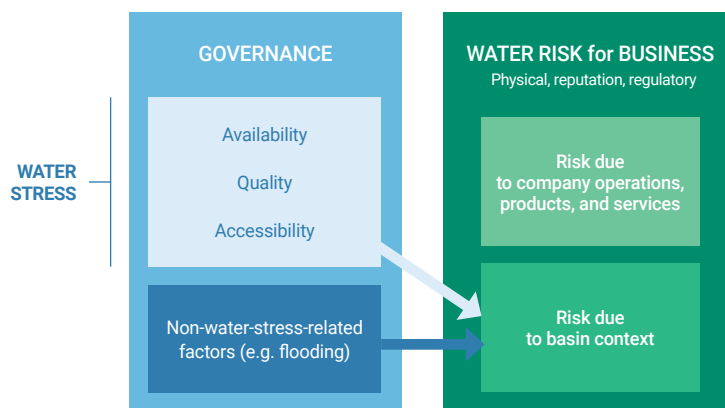 GOVERNANCE
WATER
STRESS
Availability
Quality
Accessibility
Non-water-stress-related
factors (e.g. flooding)
WATER RISK for BUSINESS
Physical, reputation, regulatory
Risk due
to company operations,
products, and services
Risk due
to basin context